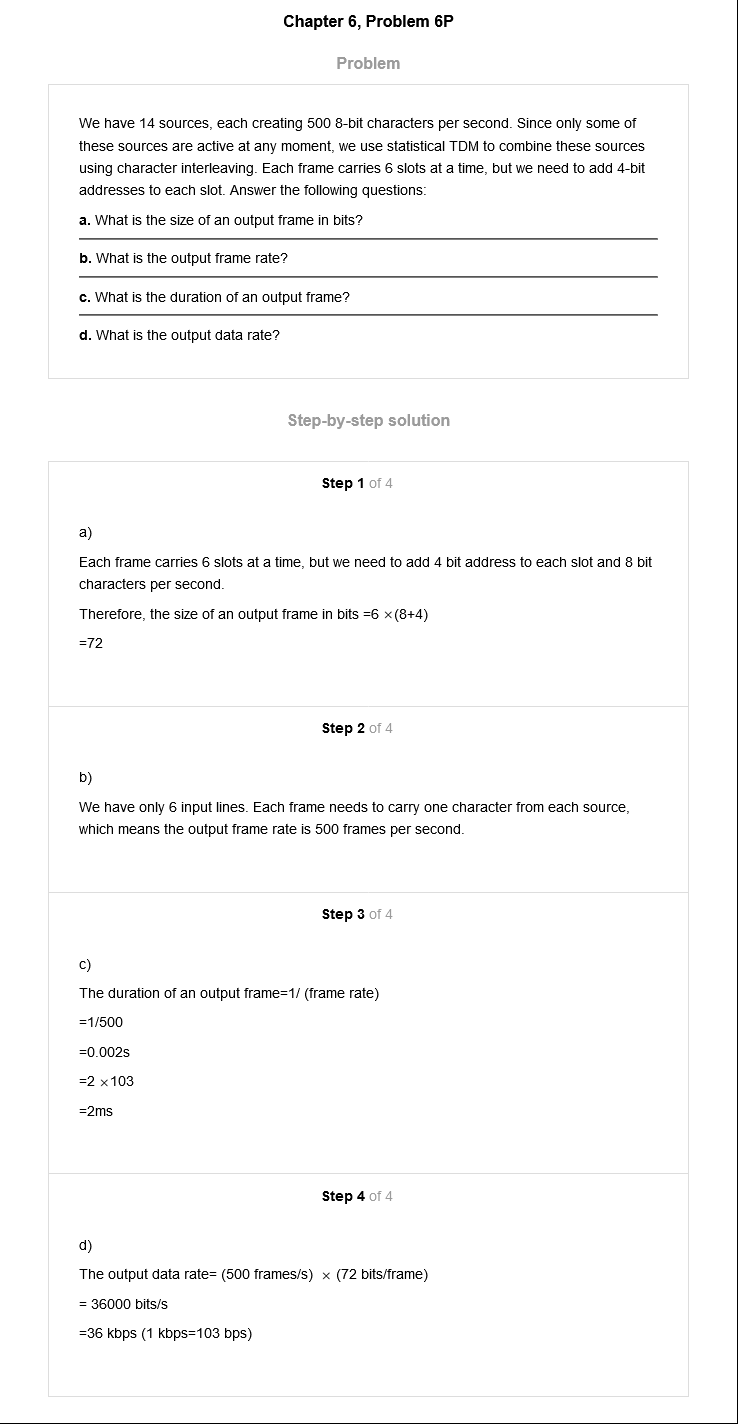 Chapter 6, Problem 6P
Problem
We have 14 sources, each creating 500 8-bit characters per second. Since only some of
these sources are active at any moment, we use statistical TDM to combine these sources
using character interleaving. Each frame carries 6 slots at a time, but we need to add 4-bit
addresses to each slot. Answer the following questions:
a. What is the size of an output frame in bits?
b. What is the output frame rate?
c. What is the duration of an output frame?
d. What is the output data rate?
Step-by-step solution
Step 1 of 4
a)
Each frame carries 6 slots at a time, but we need to add 4 bit address to each slot and 8 bit
characters per second.
Therefore, the size of an output frame in bits =6 ×(8+4)
=72
Step 2 of 4
b)
We have only 6 input lines. Each frame needs to carry one character from each source,
which means the output frame rate is 500 frames per second.
Step 3 of 4
c)
The duration of an output frame=1/ (frame rate)
=1/500
=0.002s
=2 ×103
=2ms
Step 4 of 4
d)
The output data rate= (500 frames/s) × (72 bits/frame)
= 36000 bits/s
=36 kbps (1 kbps=103 bps)